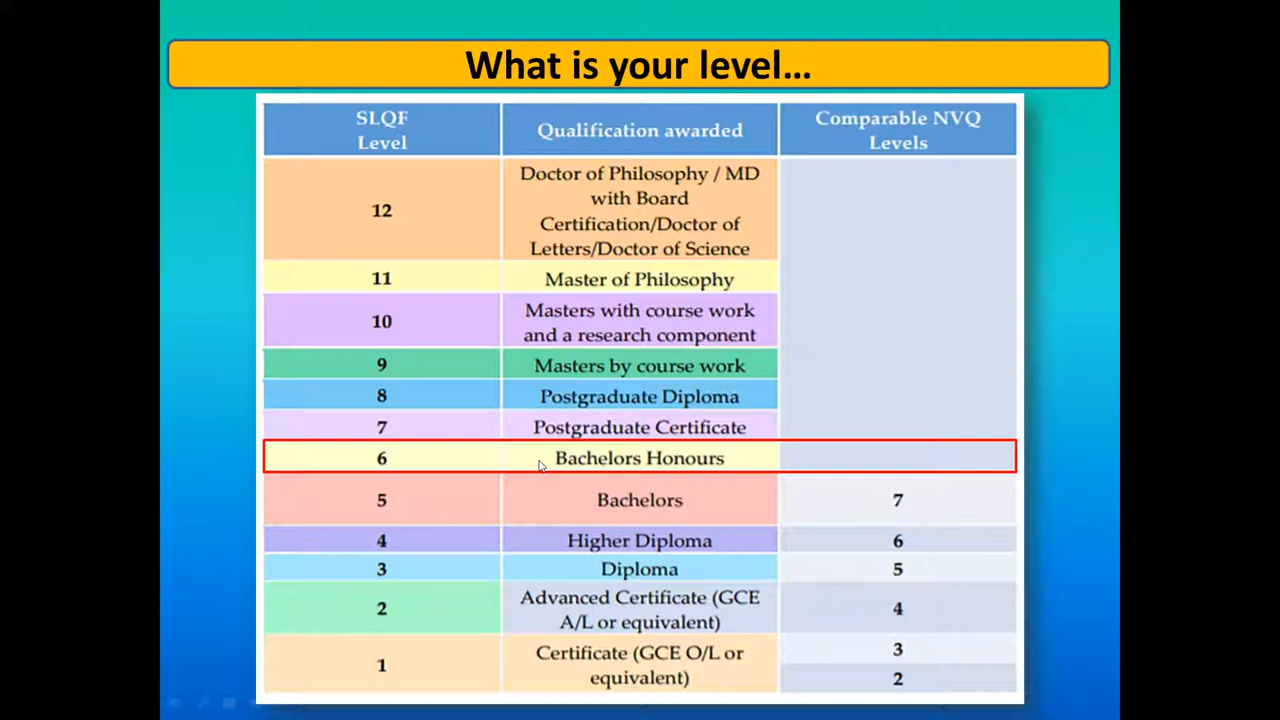 What is your level...
SLQF
Level
Qualification awarded
Comparable NVQ
Levels
12
Doctor of Philosophy / MD
with Board
Certification/Doctor of
Letters/Doctor of Science
11
Master of Philosophy
10
Masters with course work
and a research component
9
Masters by course work
8
Postgraduate Diploma
7
Postgraduate Certificate
6
Bachelors Honours
5
Bachelors
7
4
Higher Diploma
6
3
Diploma
5
2
Advanced Certificate (GCE
A/L or equivalent)
4
1
Certificate (GCE O/L or
equivalent)
3
2